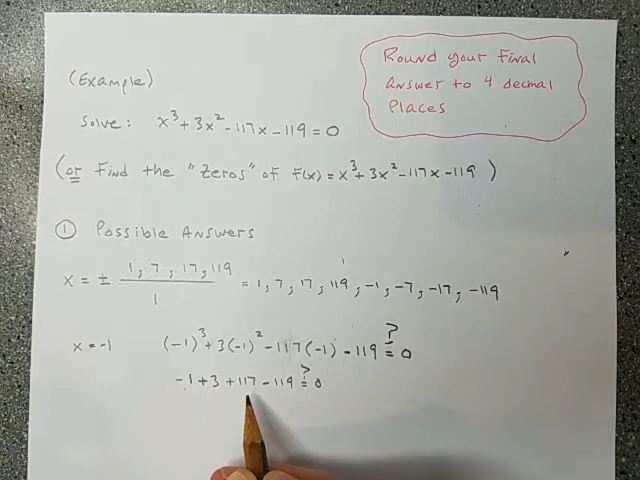 (Example)
Round your Final
Answer to 4 decimal
Places
Solve: x³ + 3x² - 117x - 119 = 0
(or Find the "Zeros" of F(x) = x³ + 3x² - 117x - 119)
① Possible Answers
x = ± 1, 7, 17, 119 / 1 = 1, 7, 17, 119, -1, -7, -17, -119
x = -1 (-1)³ + 3(-1)² - 117(-1) - 119 ≟ 0
-1 + 3 + 117 - 119 ≟ 0